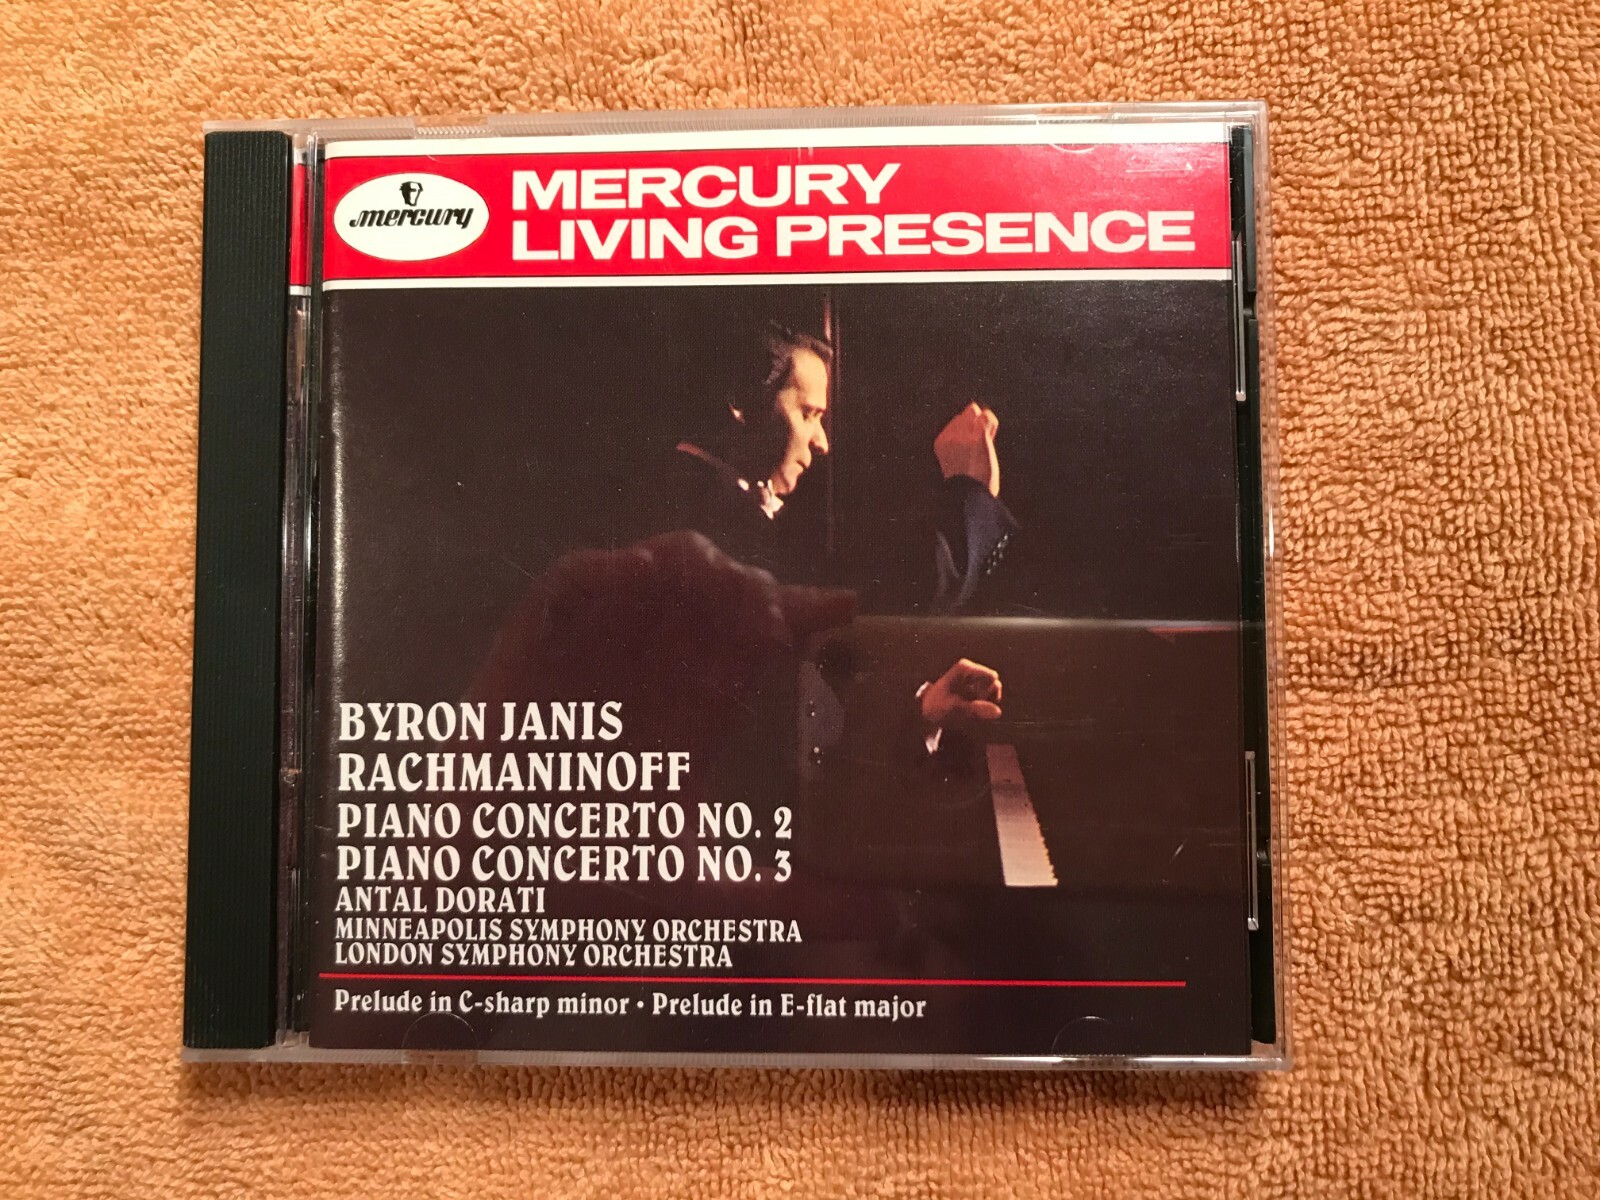 mercury
MERCURY
LIVING PRESENCE
BYRON JANIS
RACHMANINOFF
PIANO CONCERTO NO. 2
PIANO CONCERTO NO. 3
ANTAL DORATI
MINNEAPOLIS SYMPHONY ORCHESTRA
LONDON SYMPHONY ORCHESTRA
Prelude in C-sharp minor • Prelude in E-flat major